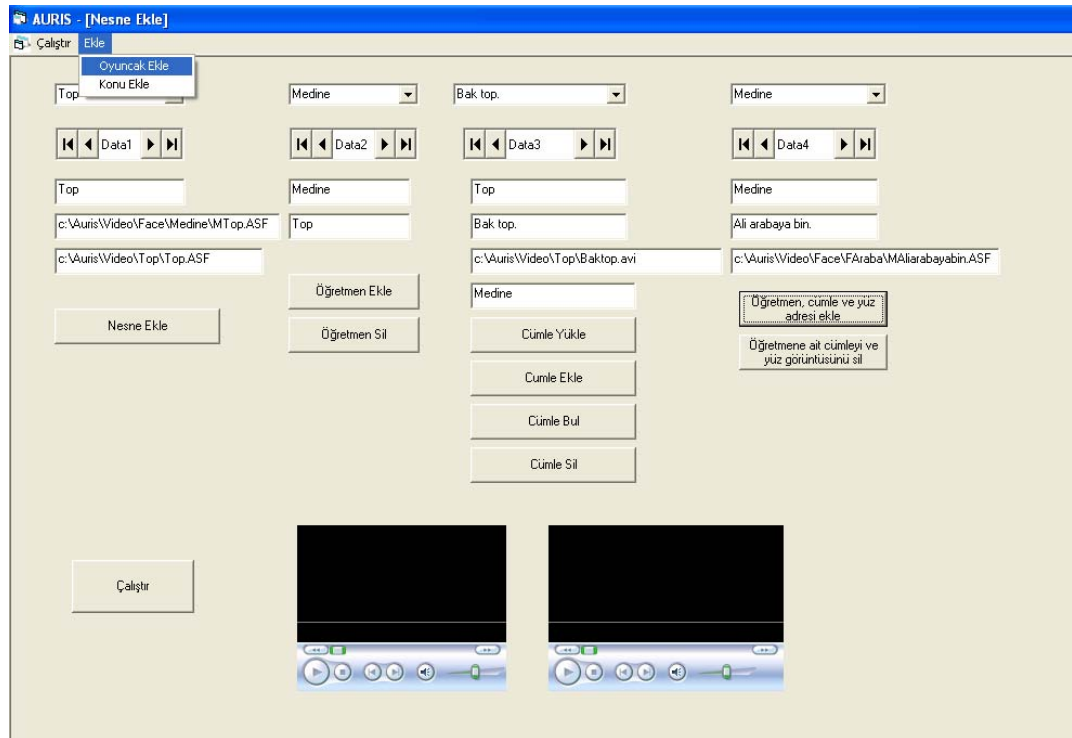 AURIS - [Nesne Ekle]
Çalıştır Ekle
Oyuncak Ekle
Konu Ekle
Top
Medine
Bak top.
Medine
Data1
Data2
Data3
Data4
Top
Medine
Top
Medine
c:\Auris\Video\Face\Medine\MTop.ASF
Top
Bak top.
Ali arabaya bin.
c:\Auris\Video\Top\Top.ASF
c:\Auris\Video\Top\Baktop.avi
c:\Auris\Video\Face\FAraba\MAliarabayabin.ASF
Öğretmen Ekle
Medine
Öğretmen, cümle ve yüz
adresi ekle
Nesne Ekle
Öğretmen Sil
Cümle Yükle
Öğretmene ait cümleyi ve
yüz görüntüsünü sil
Cumle Ekle
Cümle Bul
Cümle Sil
Çalıştır